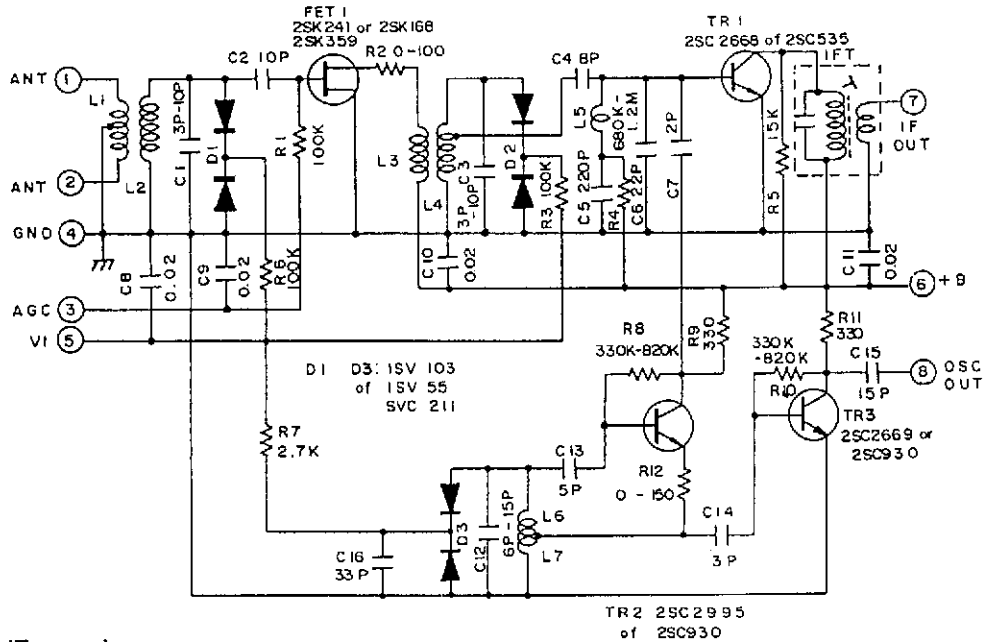 FET 1
2SK241 or 2SK168
2SK359
R2 0-100
TR 1
2SC2668 of 2SC535
IFT
C2 10P
C4 8P
ANT 1
L1
L2
3P-10P
C1
D1
R1
100K
L3
L4
C3
3P
-10P
D2
R3 100K
L5
C5 220P
680K-
1.2M
R4
C6 22P
2P
C7
15K
R5
7
IF
OUT
ANT 2
GND 4
C8
0.02
C9
0.02
R6
100K
C10
0.02
C11
0.02
AGC 3
6 +B
V1 5
D1 D3: 1SV 103
of 1SV 55
SVC 211
R8
330K-820K
R9
330
R11
330
330K
-820K
R10
C15
15P
8 OSC
OUT
TR3
2SC2669 or
2SC930
R7
2.7K
C13
5P
R12
0-150
C14
3P
D3
C12
6P-15P
L6
L7
C16
33P
TR2 2SC2995
of 2SC930